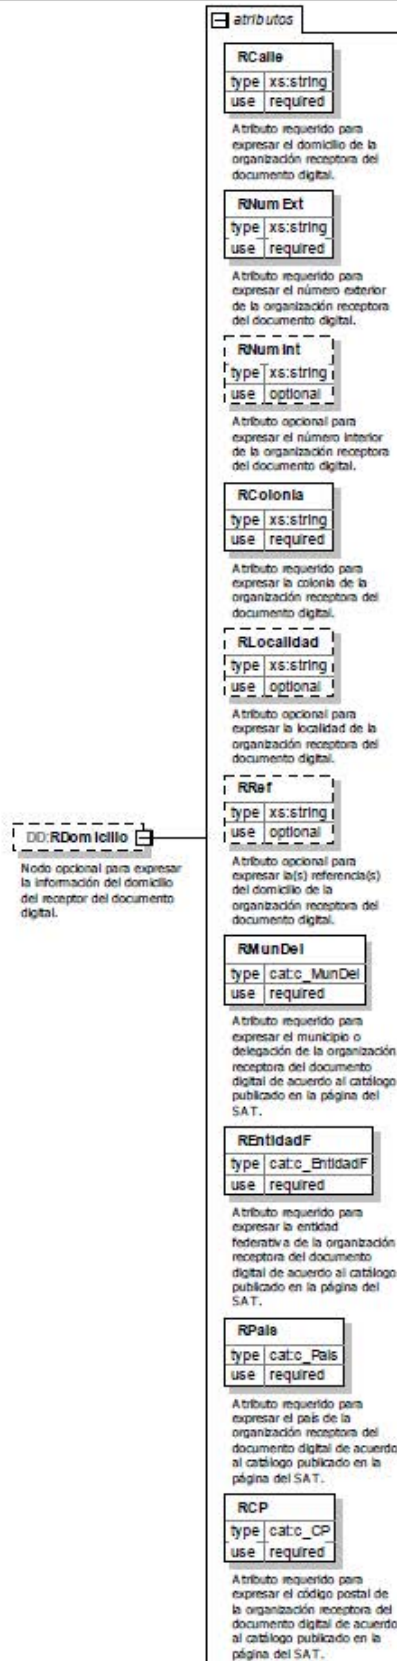 atributos
RCalle
type xs:string
use required
Atributo requerido para
expresar el domicilio de la
organización receptora del
documento digital.
RNumExt
type xs:string
use required
Atributo requerido para
expresar el número exterior
de la organización receptora
del documento digital.
RNumInt
type xs:string
use optional
Atributo opcional para
expresar el número interior
de la organización receptora
del documento digital.
RColonia
type xs:string
use required
Atributo requerido para
expresar la colonia de la
organización receptora del
documento digital.
RLocalidad
type xs:string
use optional
Atributo opcional para
expresar la localidad de la
organización receptora del
documento digital.
RRef
type xs:string
use optional
Atributo opcional para
expresar la(s) referencia(s)
del domicilio de la
organización receptora del
documento digital.
DD:RDomicilio
Nodo opcional para expresar
la información del domicilio
del receptor del documento
digital.
RMunDel
type cat:c_MunDel
use required
Atributo requerido para
expresar el municipio o
delegación de la organización
receptora del documento
digital de acuerdo al catálogo
publicado en la página del
SAT.
REntidadF
type cat:c_EntidadF
use required
Atributo requerido para
expresar la entidad
federativa de la organización
receptora del documento
digital de acuerdo al catálogo
publicado en la página del
SAT.
RPais
type cat:c_Pais
use required
Atributo requerido para
expresar el país de la
organización receptora del
documento digital de acuerdo
al catálogo publicado en la
página del SAT.
RCP
type cat:c_CP
use required
Atributo requerido para
expresar el código postal de
la organización receptora del
documento digital de acuerdo
al catálogo publicado en la
página del SAT.